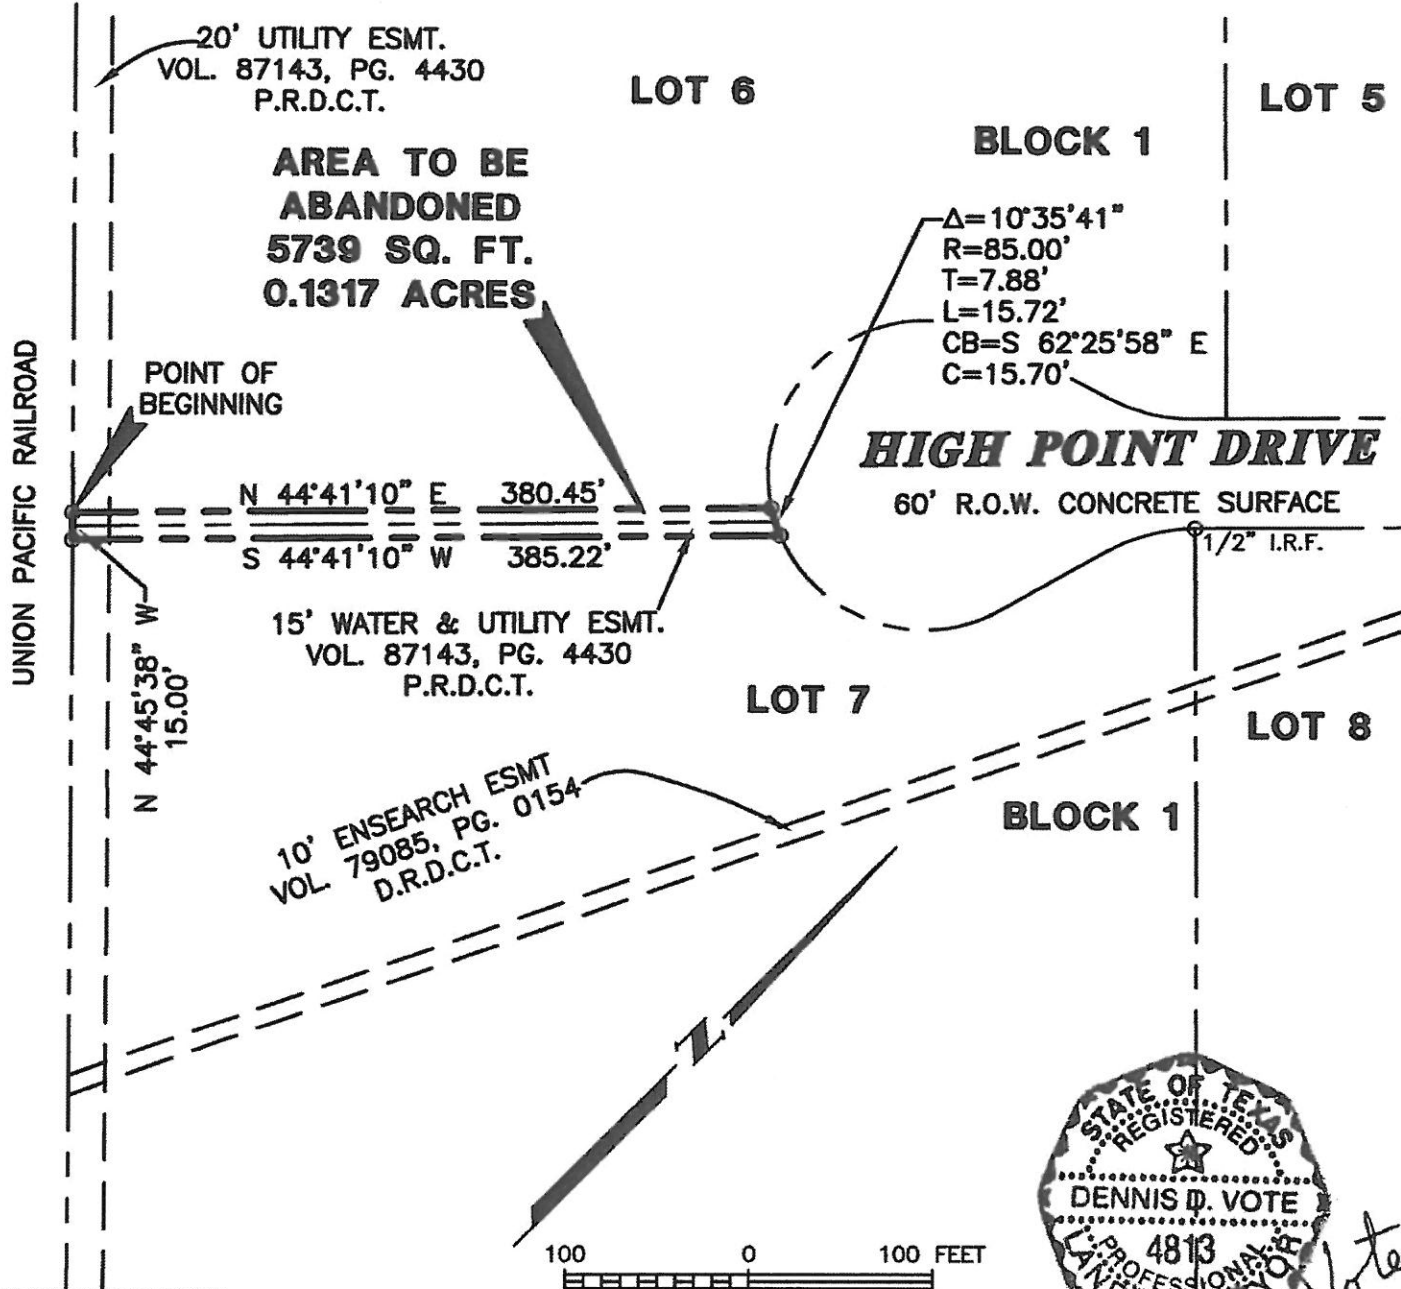 20' UTILITY ESMT.
VOL. 87143, PG. 4430
P.R.D.C.T.
LOT 6
LOT 5
BLOCK 1
AREA TO BE
ABANDONED
5739 SQ. FT.
0.1317 ACRES
Δ=10°35'41"
R=85.00'
T=7.88'
L=15.72'
CB=S 62°25'58" E
C=15.70'
UNION PACIFIC RAILROAD
POINT OF
BEGINNING
HIGH POINT DRIVE
60' R.O.W. CONCRETE SURFACE
1/2" I.R.F.
N 44°41'10" E 380.45'
S 44°41'10" W 385.22'
15' WATER & UTILITY ESMT.
VOL. 87143, PG. 4430
P.R.D.C.T.
N 44°45'38" W
15.00'
LOT 7
LOT 8
BLOCK 1
10' ENSEARCH ESMT
VOL. 79085, PG. 0154
D.R.D.C.T.
Z
STATE OF TEXAS
REGISTERED
DENNIS D. VOTE
4813
PROFESSIONAL
100 0 100 FEET